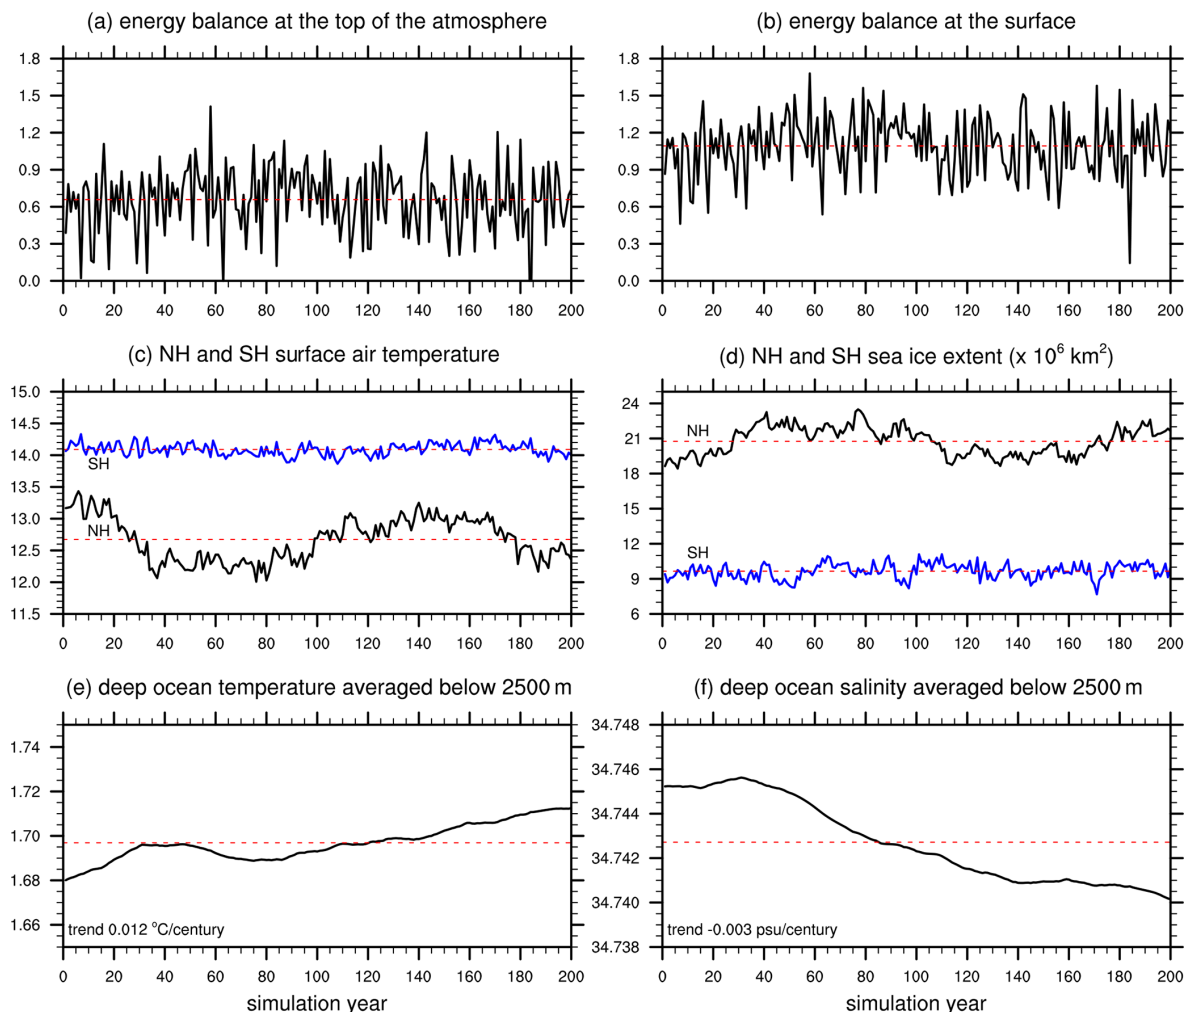 (a) energy balance at the top of the atmosphere
(b) energy balance at the surface
1.8
1.5
1.2
0.9
0.6
0.3
0.0
0 20 40 60 80 100 120 140 160 180 200
1.8
1.5
1.2
0.9
0.6
0.3
0.0
0 20 40 60 80 100 120 140 160 180 200
(c) NH and SH surface air temperature
(d) NH and SH sea ice extent (x 10⁶ km²)
15.0
14.5
14.0
13.5
13.0
12.5
12.0
11.5
SH
NH
0 20 40 60 80 100 120 140 160 180 200
24
21
18
15
12
9
6
NH
SH
0 20 40 60 80 100 120 140 160 180 200
(e) deep ocean temperature averaged below 2500 m
(f) deep ocean salinity averaged below 2500 m
1.74
1.72
1.70
1.68
1.66
trend 0.012 °C/century
0 20 40 60 80 100 120 140 160 180 200
simulation year
34.748
34.746
34.744
34.742
34.740
34.738
trend -0.003 psu/century
0 20 40 60 80 100 120 140 160 180 200
simulation year